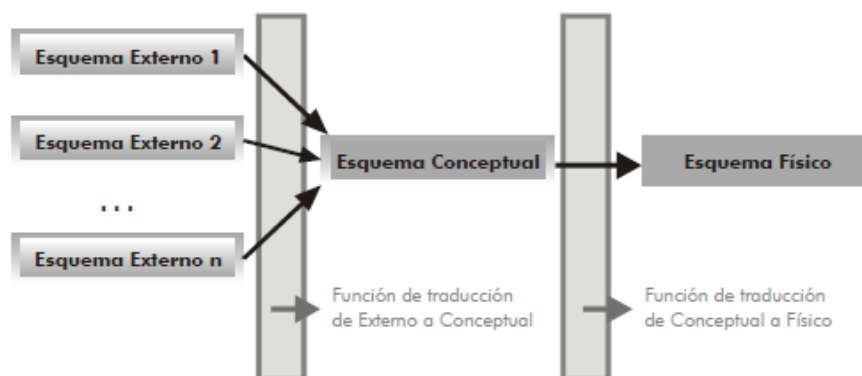 Esquema Externo 1
Esquema Externo 2
...
Esquema Externo n
Esquema Conceptual
Esquema Físico
Función de traducción
de Externo a Conceptual
Función de traducción
de Conceptual a Físico